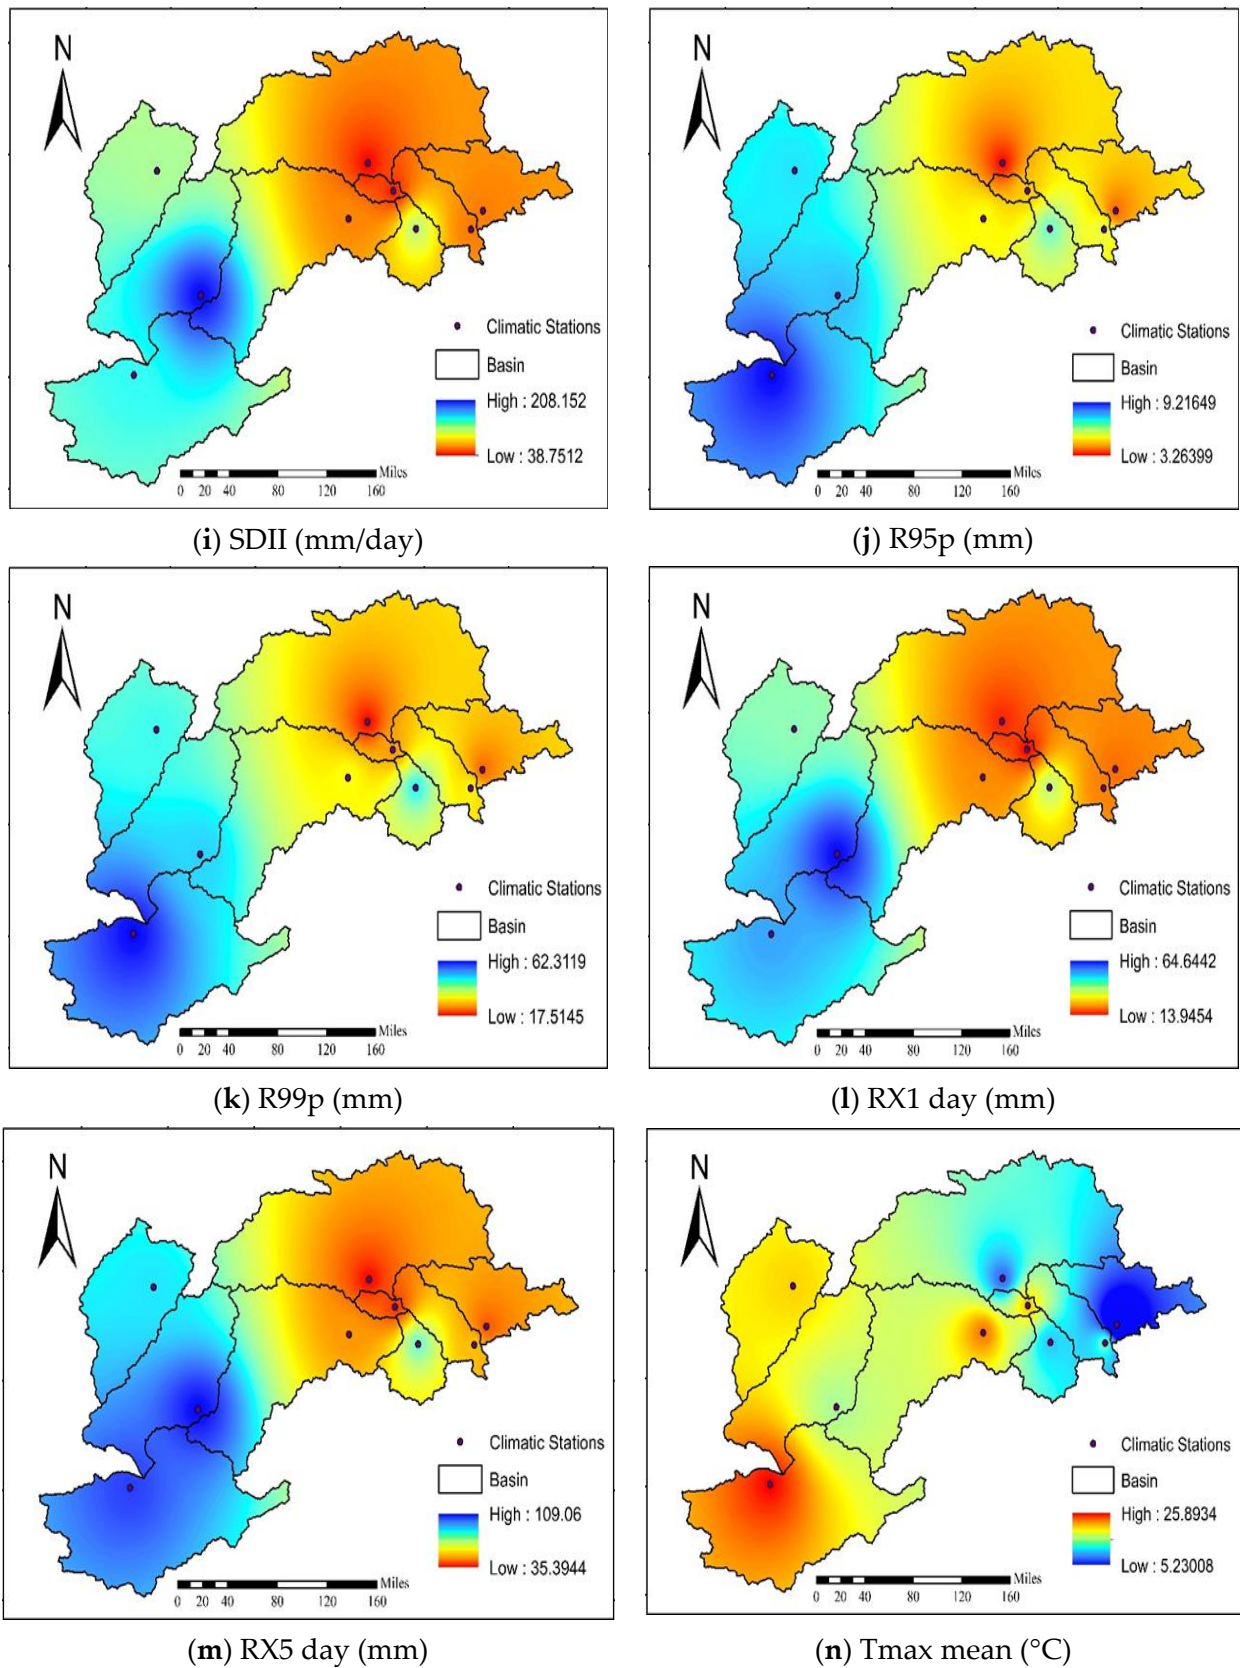 N
Climatic Stations
Basin
High : 208.152
Low : 38.7512
Miles
0 20 40 80 120 160
(i) SDII (mm/day)
N
Climatic Stations
Basin
High : 9.21649
Low : 3.26399
Miles
0 20 40 80 120 160
(j) R95p (mm)
N
Climatic Stations
Basin
High : 62.3119
Low : 17.5145
Miles
0 20 40 80 120 160
(k) R99p (mm)
N
Climatic Stations
Basin
High : 64.6442
Low : 13.9454
Miles
0 20 40 80 120 160
(l) RX1 day (mm)
N
Climatic Stations
Basin
High : 109.06
Low : 35.3944
Miles
0 20 40 80 120 160
(m) RX5 day (mm)
N
Climatic Stations
Basin
High : 25.8934
Low : 5.23008
Miles
0 20 40 80 120 160
(n) Tmax mean (°C)